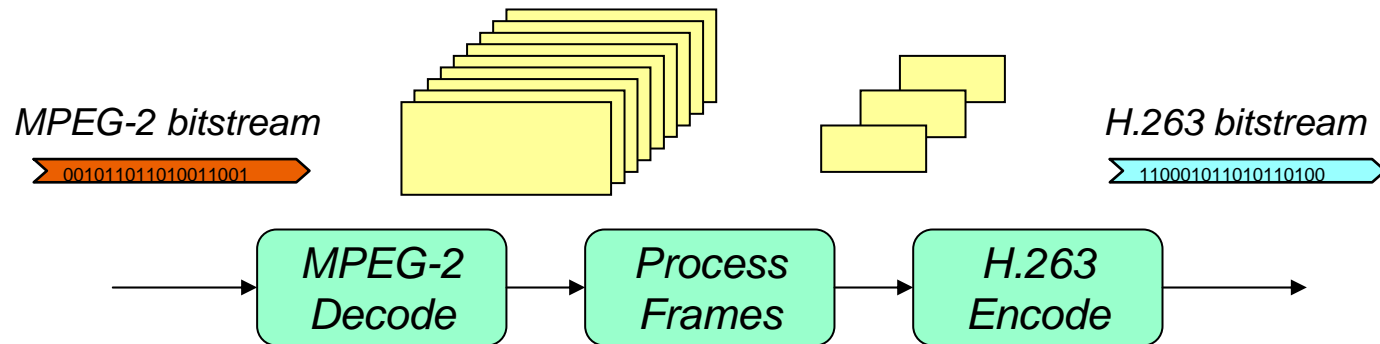 MPEG-2 bitstream
001011011010011001
H.263 bitstream
110001011010110100
MPEG-2
Decode
Process
Frames
H.263
Encode